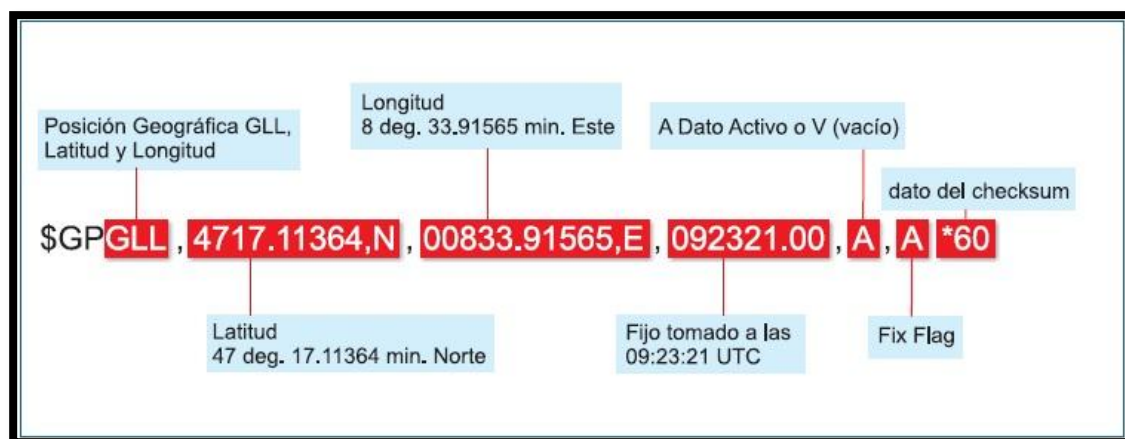 Posición Geográfica GLL,
Latitud y Longitud
Longitud
8 deg. 33.91565 min. Este
A Dato Activo o V (vacío)
dato del checksum
$GPGLL , 4717.11364,N , 00833.91565,E , 092321.00 , A , A *60
Latitud
47 deg. 17.11364 min. Norte
Fijo tomado a las
09:23:21 UTC
Fix Flag